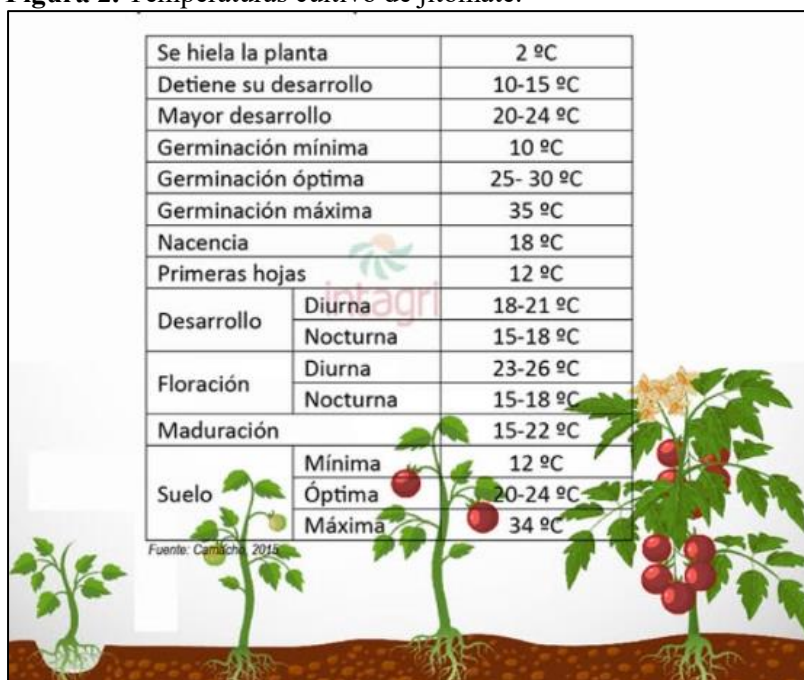 Figura 2. Temperaturas cultivo de jitomate.
Se hiela la planta 2 ºC
Detiene su desarrollo 10-15 ºC
Mayor desarrollo 20-24 ºC
Germinación mínima 10 ºC
Germinación óptima 25- 30 ºC
Germinación máxima 35 ºC
Nacencia 18 ºC
Primeras hojas 12 ºC
intagri
Desarrollo Diurna 18-21 ºC
Nocturna 15-18 ºC
Floración Diurna 23-26 ºC
Nocturna 15-18 ºC
Maduración 15-22 ºC
Suelo Mínima 12 ºC
Óptima 20-24 ºC
Máxima 34 ºC
Fuente: Camacho, 2015